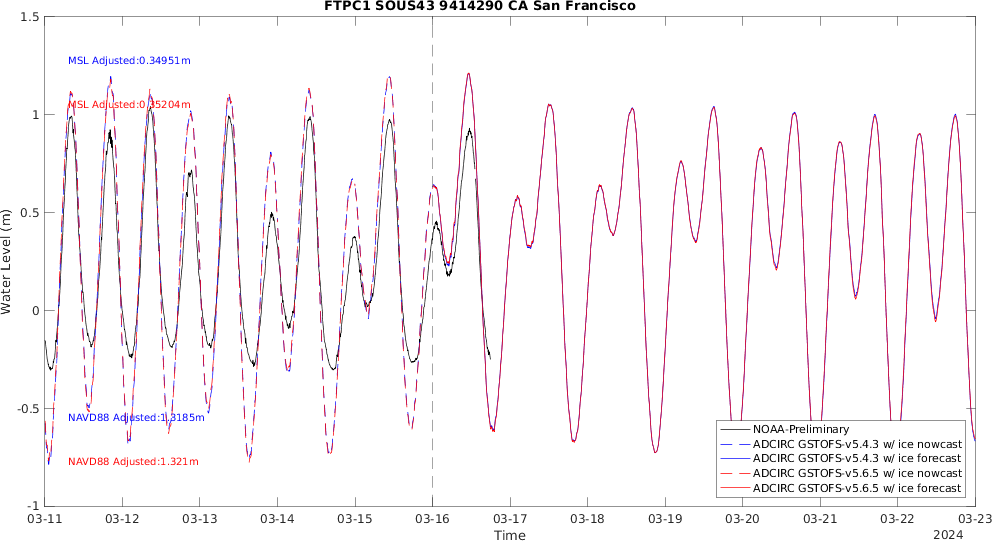 FTPC1 SOUS43 9414290 CA San Francisco
1.5
MSL Adjusted:0.34951m
MSL Adjusted:0.35204m
1
0.5
Water Level (m)
0
-0.5
NAVD88 Adjusted:1.3185m
NAVD88 Adjusted:1.321m
-1
NOAA-Preliminary
ADCIRC GSTOFS-v5.4.3 w/ ice nowcast
ADCIRC GSTOFS-v5.4.3 w/ ice forecast
ADCIRC GSTOFS-v5.6.5 w/ ice nowcast
ADCIRC GSTOFS-v5.6.5 w/ ice forecast
03-11 03-12 03-13 03-14 03-15 03-16 03-17 03-18 03-19 03-20 03-21 03-22 03-23
Time
2024